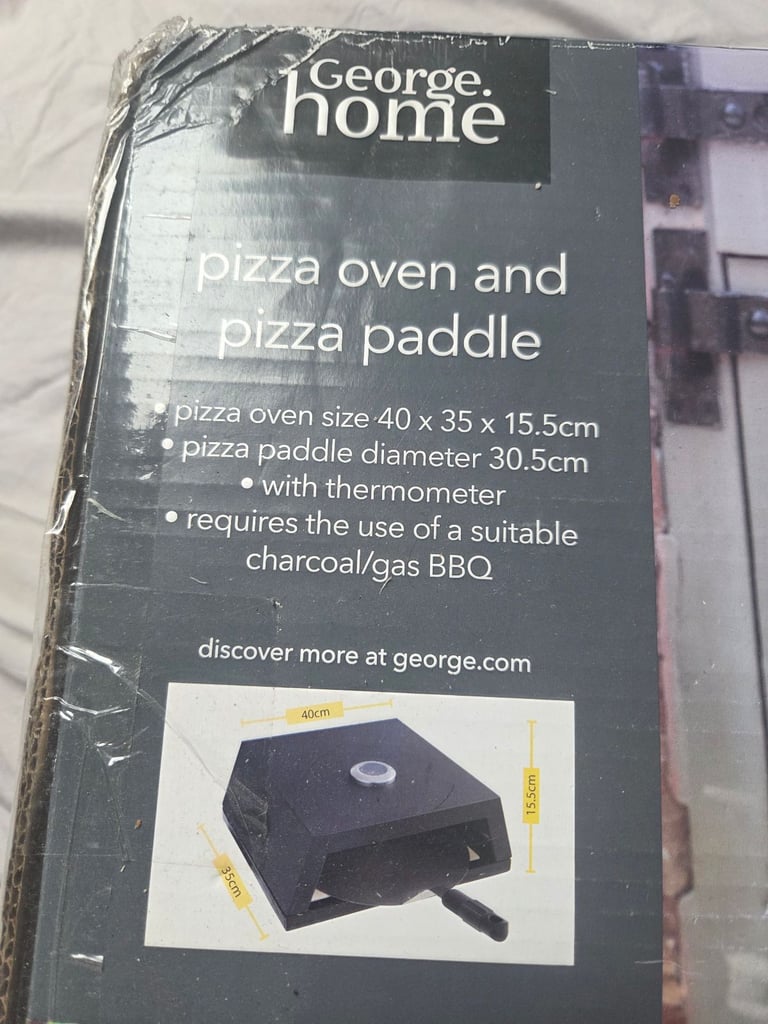 George.
home
pizza oven and
pizza paddle
• pizza oven size 40 x 35 x 15.5cm
• pizza paddle diameter 30.5cm
• with thermometer
• requires the use of a suitable
charcoal/gas BBQ
discover more at george.com
40cm
15.5cm
35cm